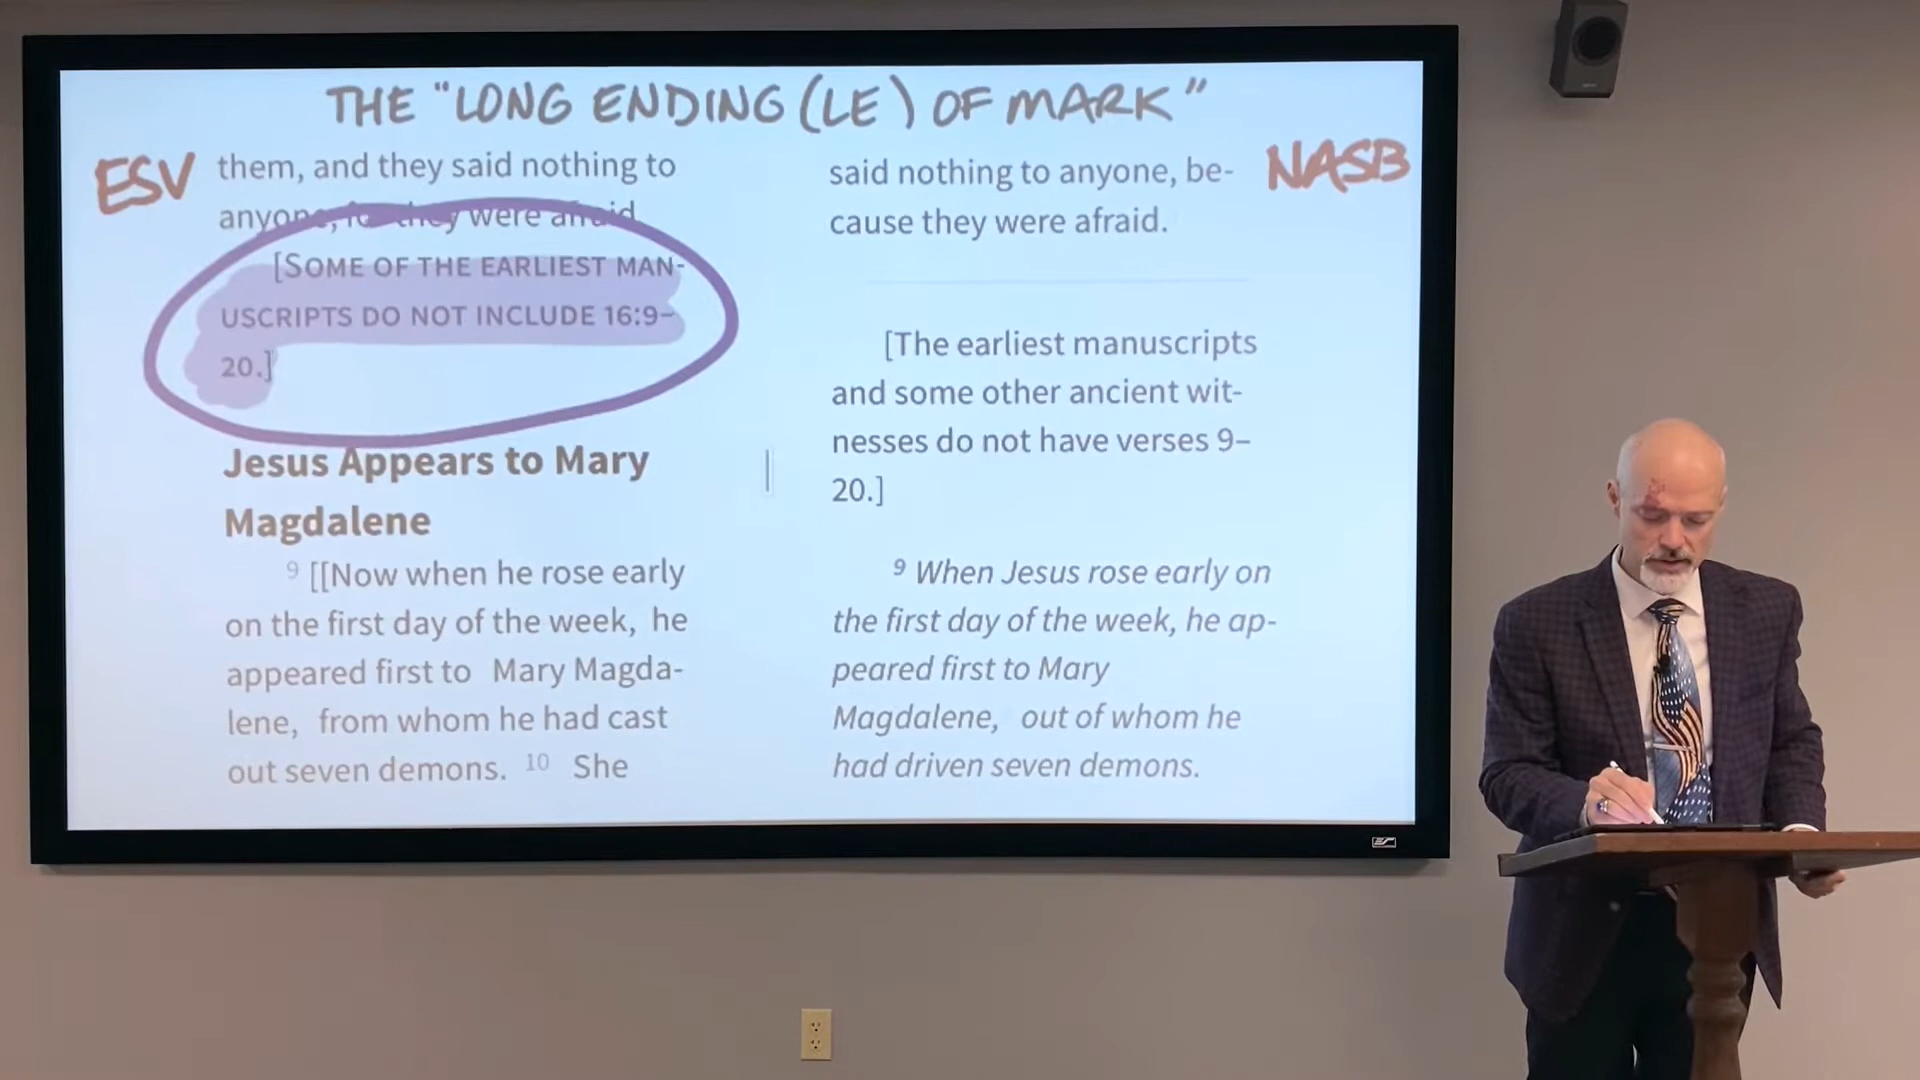 THE "LONG ENDING (LE) OF MARK"
ESV
them, and they said nothing to
anyone, for they were afraid.
[SOME OF THE EARLIEST MAN-
USCRIPTS DO NOT INCLUDE 16:9–
20.]
Jesus Appears to Mary
Magdalene
9 [[Now when he rose early
on the first day of the week, he
appeared first to Mary Magda-
lene, from whom he had cast
out seven demons. 10 She
NASB
said nothing to anyone, be-
cause they were afraid.
[The earliest manuscripts
and some other ancient wit-
nesses do not have verses 9–
20.]
9 When Jesus rose early on
the first day of the week, he ap-
peared first to Mary
Magdalene, out of whom he
had driven seven demons.